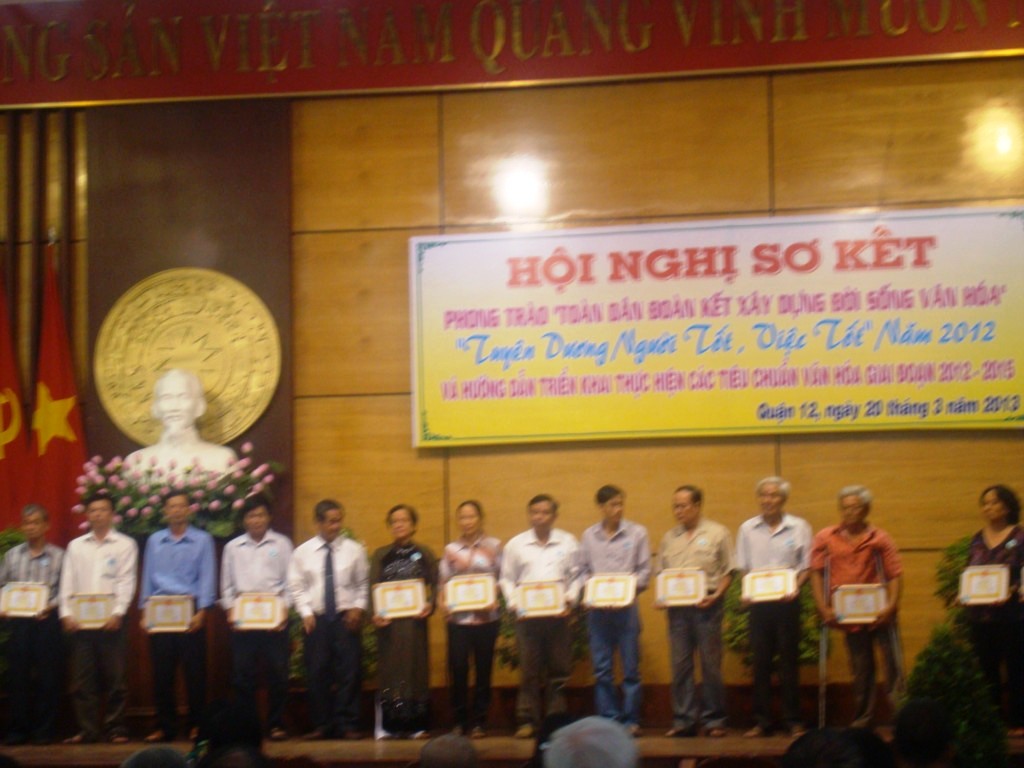 NG SẢN VIỆT NAM QUANG VINH MUÔN
HỘI NGHỊ SƠ KẾT
PHONG TRÀO "TOÀN DÂN ĐOÀN KẾT XÂY DỰNG ĐỜI SỐNG VĂN HÓA"
"Tuyên Dương Người Tốt, Việc Tốt" Năm 2012
VÀ HƯỚNG DẪN TRIỂN KHAI THỰC HIỆN CÁC TIÊU CHUẨN VĂN HÓA GIAI ĐOẠN 2012 - 2015
Quận 12, ngày 20 tháng 3 năm 2013